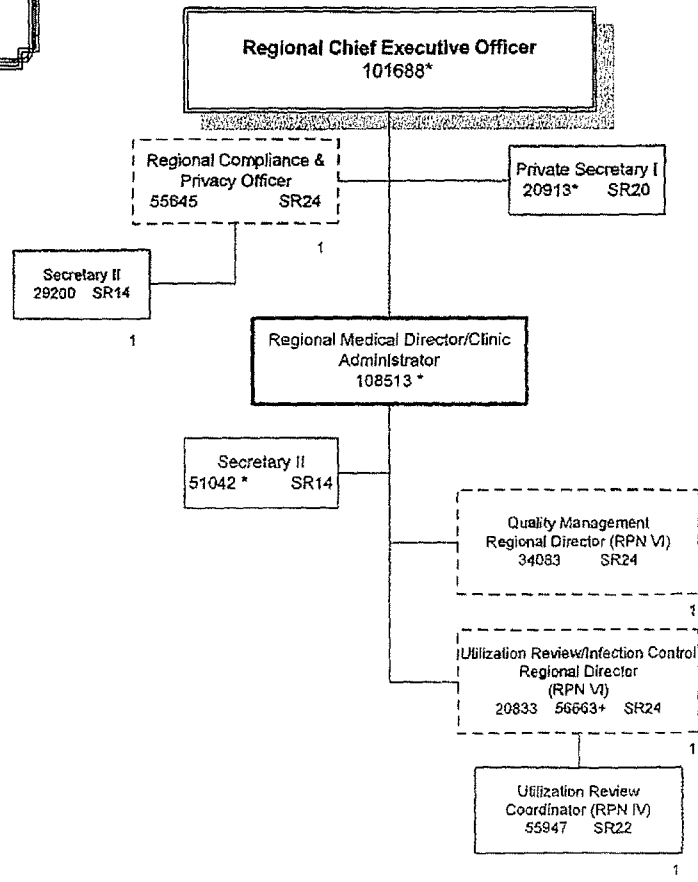 Regional Chief Executive Officer
101688*
Regional Compliance &
Privacy Officer
55645 SR24
1
Private Secretary I
20913* SR20
Secretary II
29200 SR14
1
Regional Medical Director/Clinic
Administrator
108513 *
Secretary II
51042 * SR14
Quality Management
Regional Director (RPN VI)
34083 SR24
1
Utilization Review/Infection Control
Regional Director
(RPN VI)
20833 56663+ SR24
1
Utilization Review
Coordinator (RPN IV)
55947 SR22
1